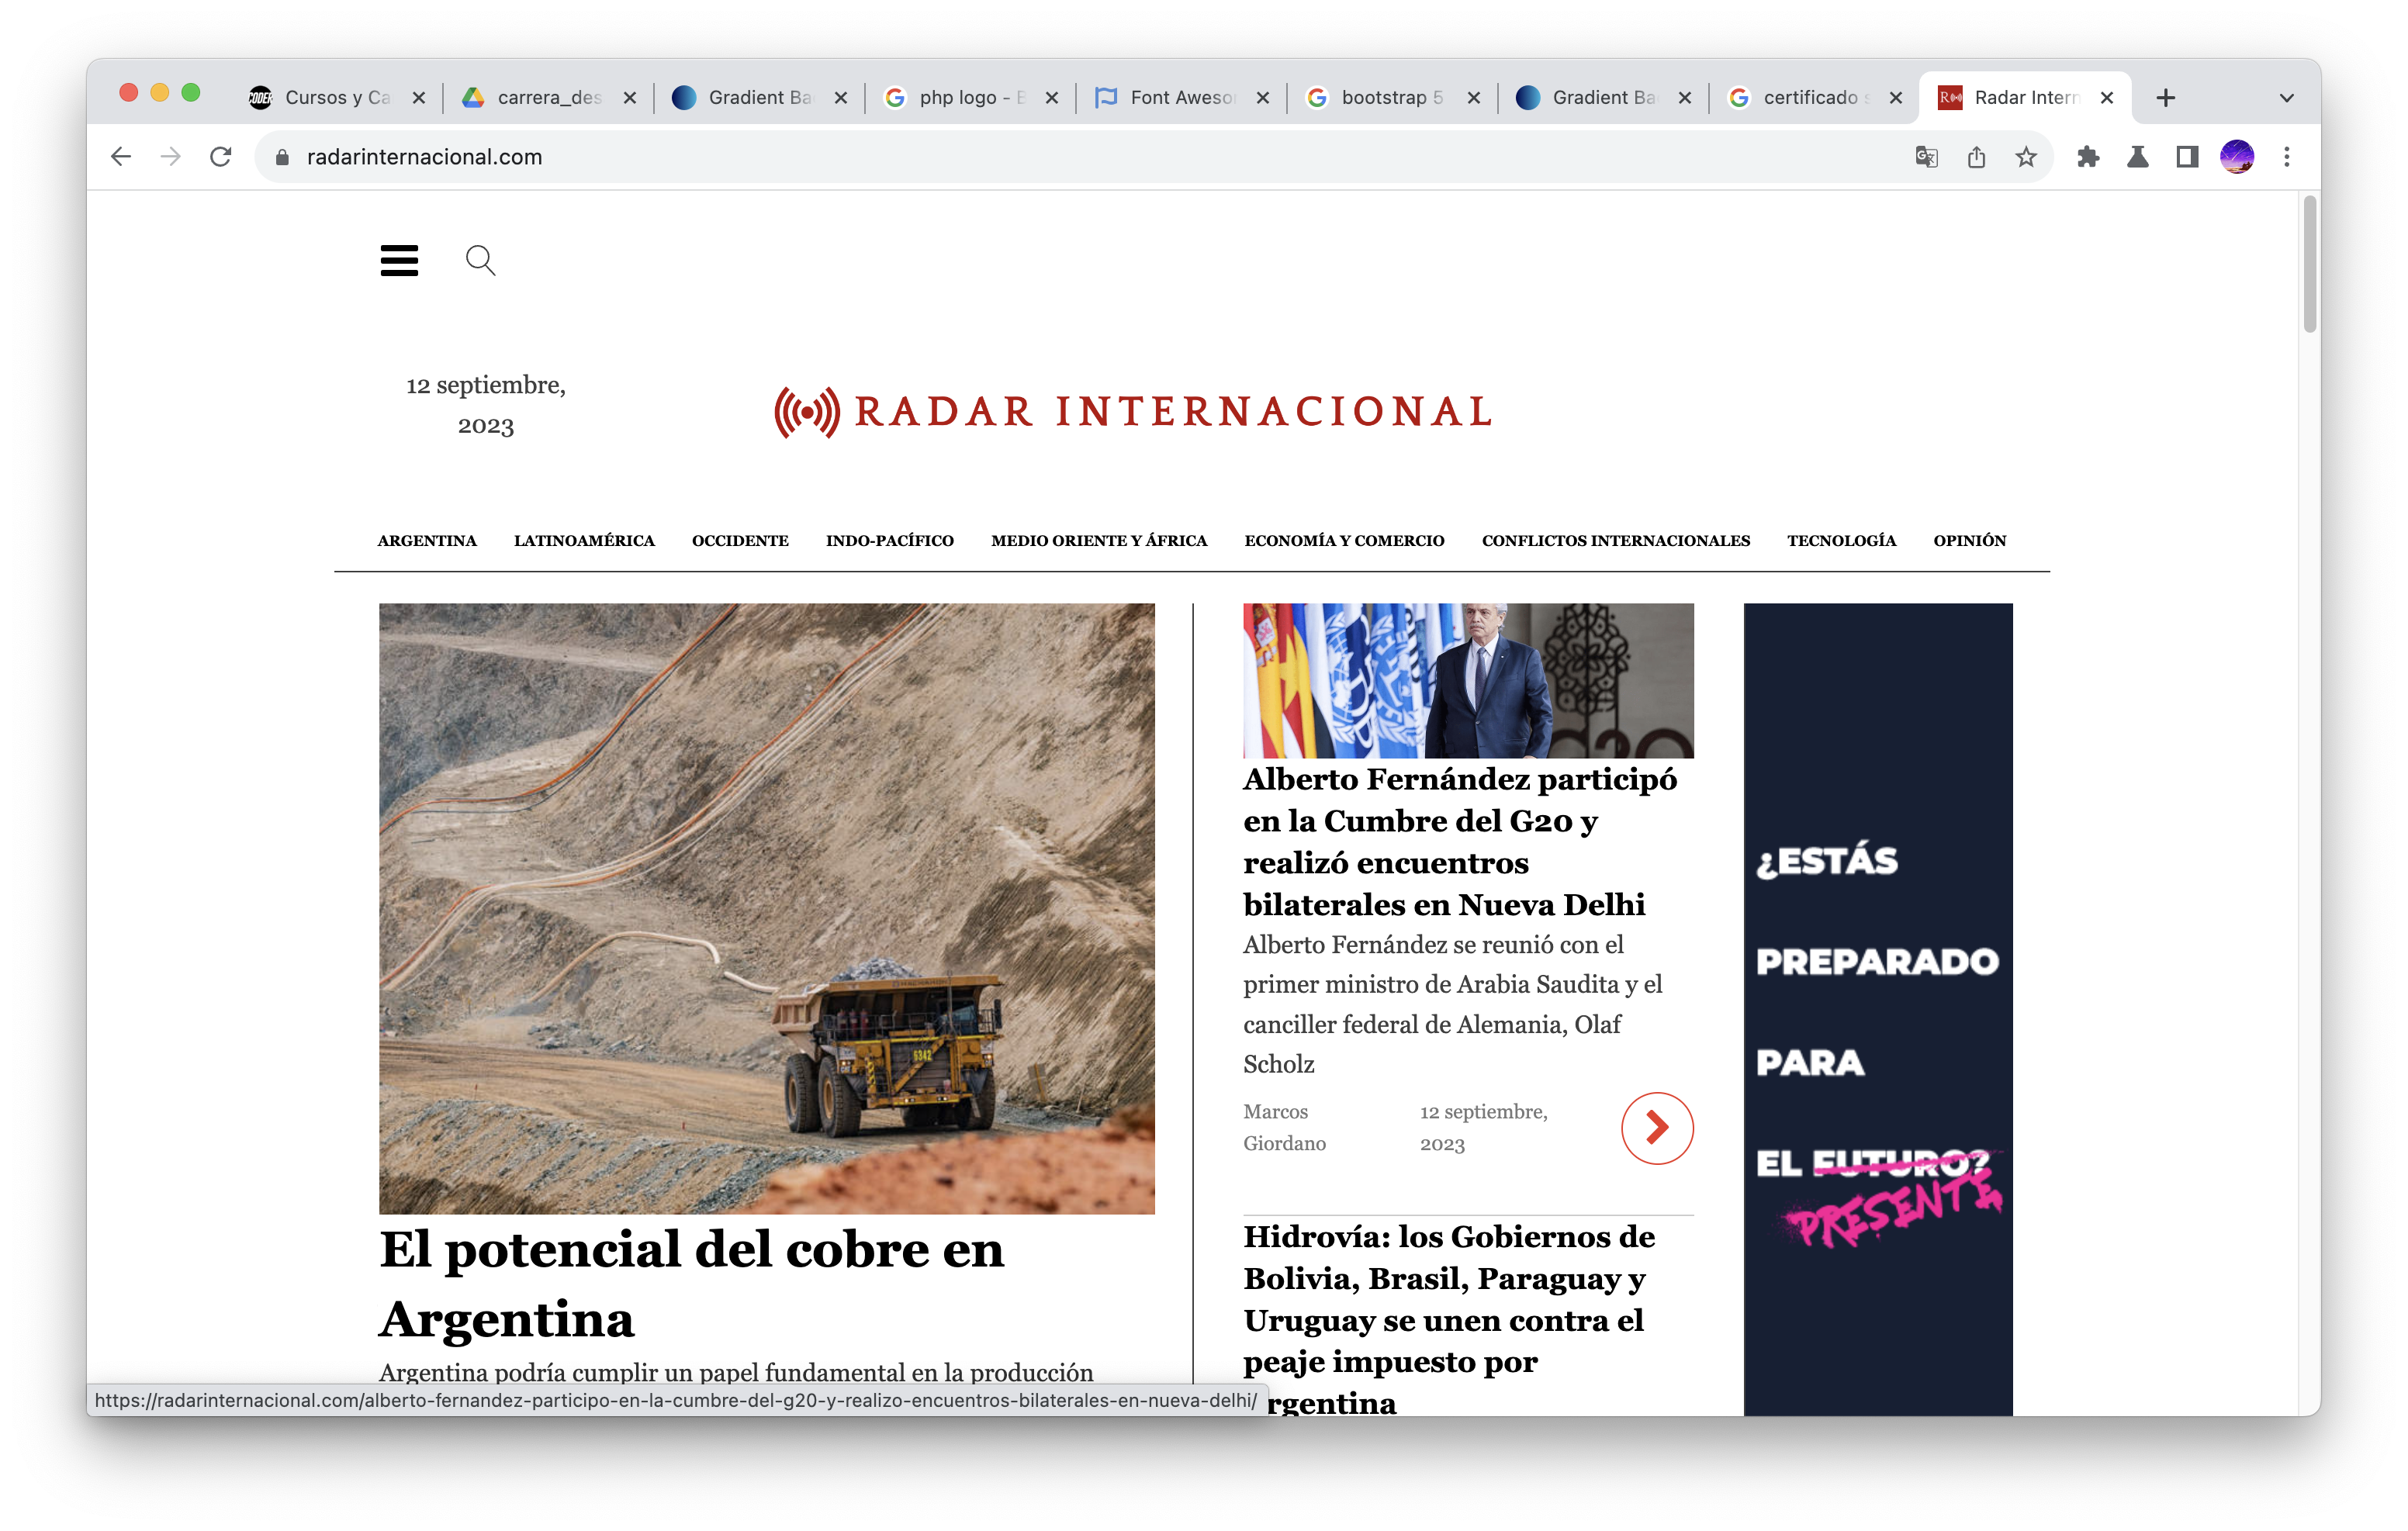 Cursos y Ca
carrera_des
Gradient Ba
php logo - B
Font Aweso
bootstrap 5
Gradient Ba
certificado s
Radar Intern
radarinternacional.com
12 septiembre,
2023
RADAR INTERNACIONAL
ARGENTINA
LATINOAMÉRICA
OCCIDENTE
INDO-PACÍFICO
MEDIO ORIENTE Y ÁFRICA
ECONOMÍA Y COMERCIO
CONFLICTOS INTERNACIONALES
TECNOLOGÍA
OPINIÓN
6342
El potencial del cobre en
Argentina
Argentina podría cumplir un papel fundamental en la producción
G20
Alberto Fernández participó
en la Cumbre del G20 y
realizó encuentros
bilaterales en Nueva Delhi
Alberto Fernández se reunió con el
primer ministro de Arabia Saudita y el
canciller federal de Alemania, Olaf
Scholz
Marcos
Giordano
12 septiembre,
2023
Hidrovía: los Gobiernos de
Bolivia, Brasil, Paraguay y
Uruguay se unen contra el
peaje impuesto por
rgentina
¿ESTÁS
PREPARADO
PARA
EL FUTURO?
PRESENTE
https://radarinternacional.com/alberto-fernandez-participo-en-la-cumbre-del-g20-y-realizo-encuentros-bilaterales-en-nueva-delhi/